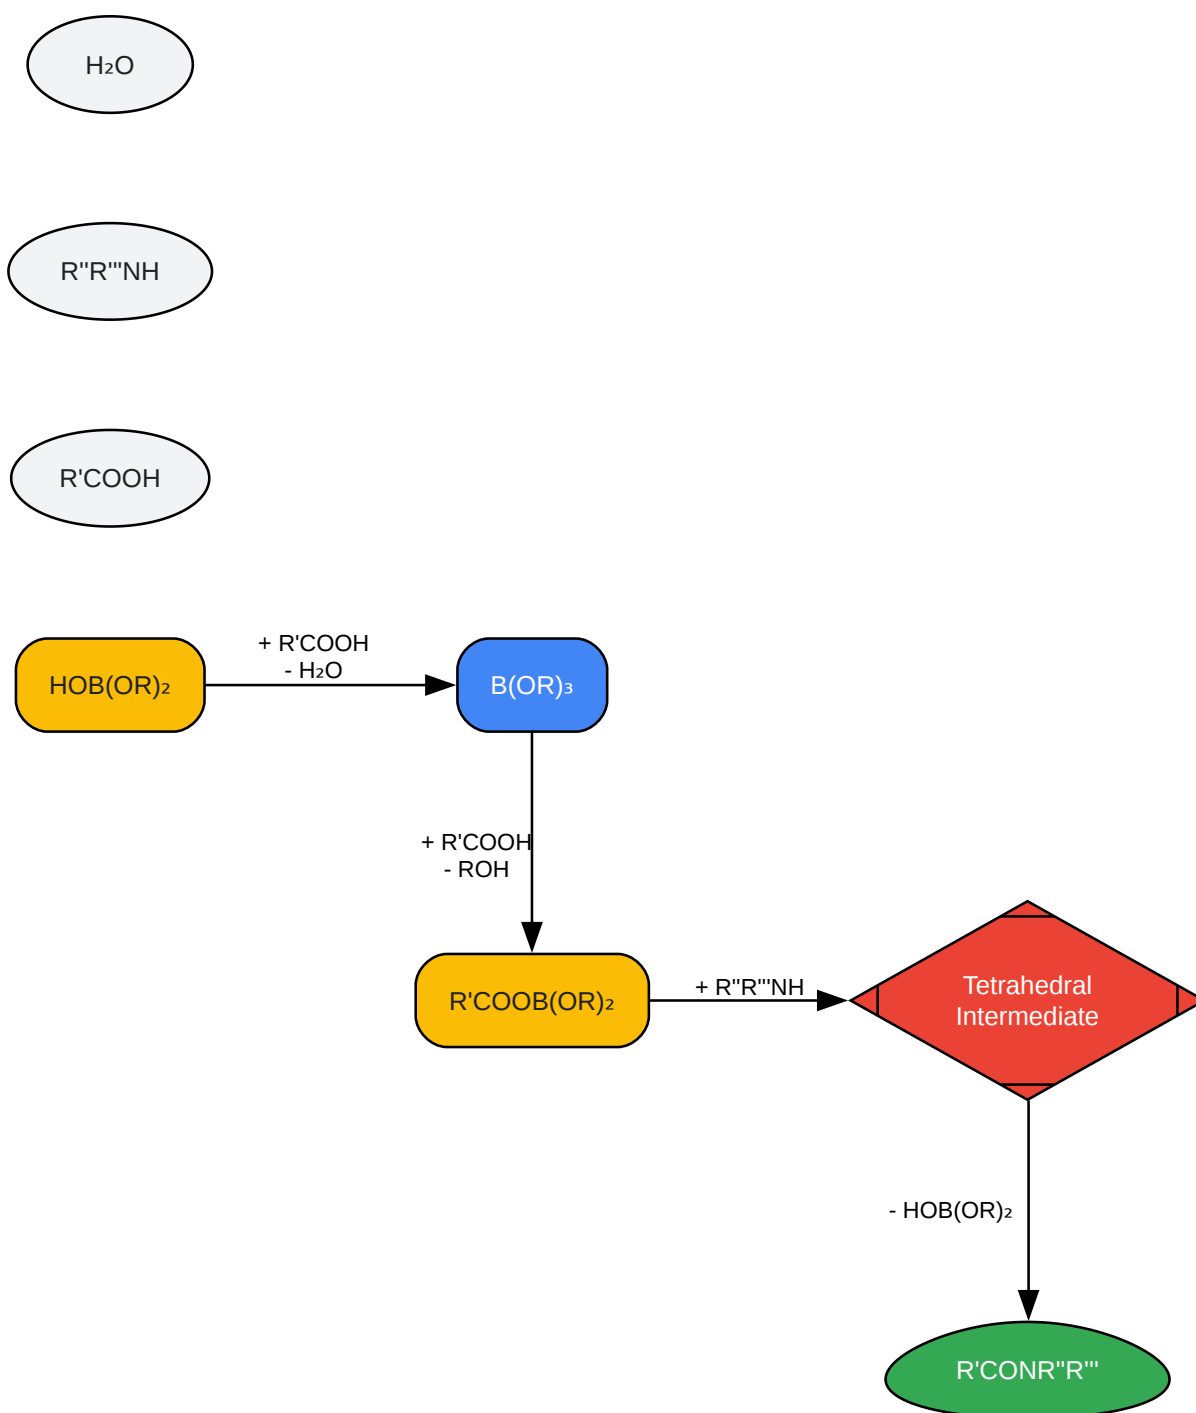 H₂O
R''R'''NH
R'COOH
+ R'COOH
- H₂O
HOB(OR)₂
B(OR)₃
+ R'COOH
- ROH
R'COOB(OR)₂
+ R''R'''NH
Tetrahedral
Intermediate
- HOB(OR)₂
R'CONR''R'''